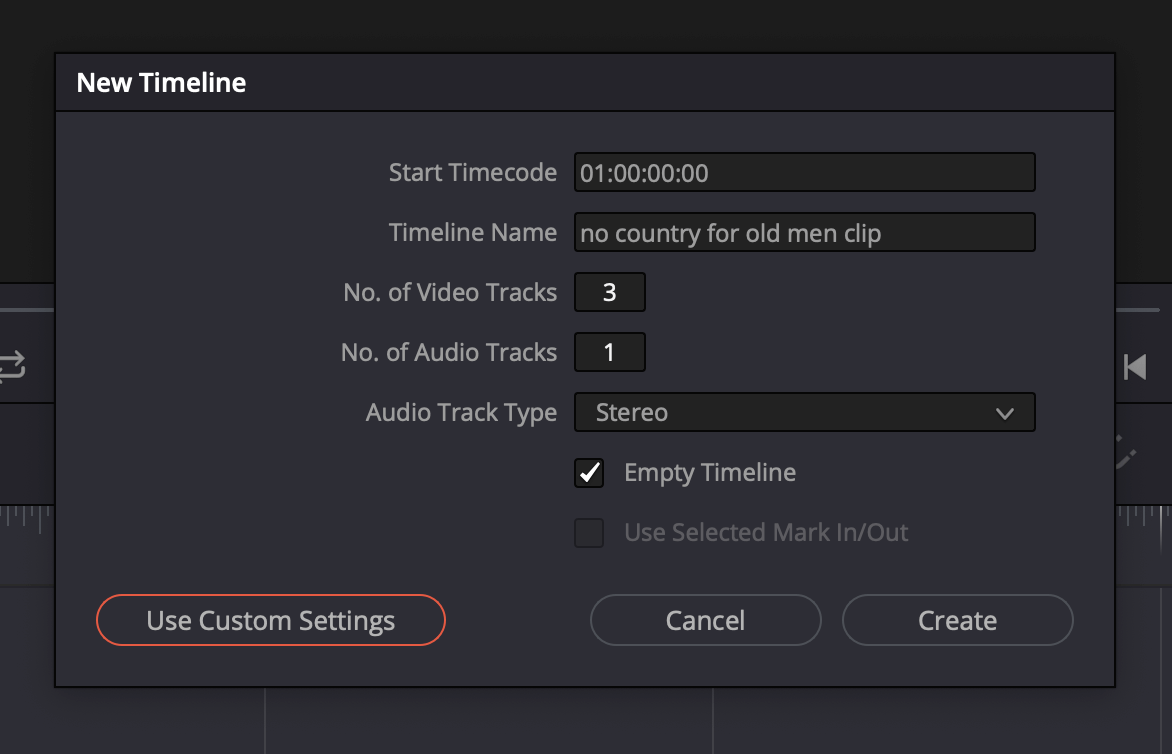 New Timeline
Start Timecode 01:00:00:00
Timeline Name no country for old men clip
No. of Video Tracks 3
No. of Audio Tracks 1
Audio Track Type Stereo
Empty Timeline
Use Selected Mark In/Out
Use Custom Settings Cancel Create